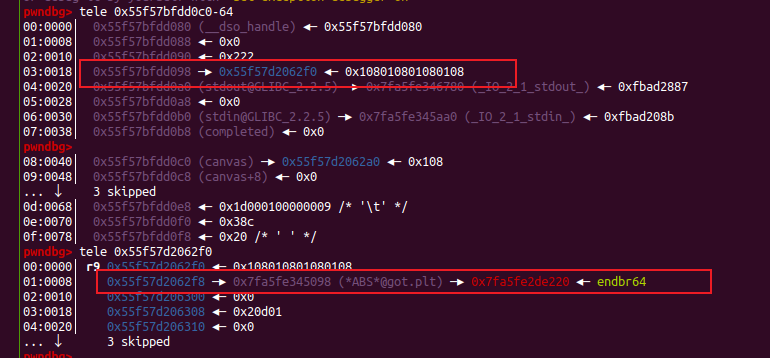 pwndbg> tele 0x55f57bfdd0c0-64
00:0000│ 0x55f57bfdd080 (__dso_handle) ◂— 0x55f57bfdd080
01:0008│ 0x55f57bfdd088 ◂— 0x0
02:0010│ 0x55f57bfdd090 ◂— 0x222
03:0018│ 0x55f57bfdd098 —▸ 0x55f57d2062f0 ◂— 0x108010801080108
04:0020│ 0x55f57bfdd0a0 (stdout@GLIBC_2.2.5) —▸ 0x7fa5fe346780 (_IO_2_1_stdout_) ◂— 0xfbad2887
05:0028│ 0x55f57bfdd0a8 ◂— 0x0
06:0030│ 0x55f57bfdd0b0 (stdin@GLIBC_2.2.5) —▸ 0x7fa5fe345aa0 (_IO_2_1_stdin_) ◂— 0xfbad208b
07:0038│ 0x55f57bfdd0b8 (completed) ◂— 0x0
pwndbg>
08:0040│ 0x55f57bfdd0c0 (canvas) —▸ 0x55f57d2062a0 ◂— 0x108
09:0048│ 0x55f57bfdd0c8 (canvas+8) ◂— 0x0
... ↓ 3 skipped
0d:0068│ 0x55f57bfdd0e8 ◂— 0x1d000100000009 /* '\t' */
0e:0070│ 0x55f57bfdd0f0 ◂— 0x38c
0f:0078│ 0x55f57bfdd0f8 ◂— 0x20 /* ' ' */
pwndbg> tele 0x55f57d2062f0
00:0000│ r9 0x55f57d2062f0 ◂— 0x108010801080108
01:0008│ 0x55f57d2062f8 —▸ 0x7fa5fe345098 (*ABS*@got.plt) —▸ 0x7fa5fe2de220 ◂— endbr64
02:0010│ 0x55f57d206300 ◂— 0x0
03:0018│ 0x55f57d206308 ◂— 0x20d01
04:0020│ 0x55f57d206310 ◂— 0x0
... ↓ 3 skipped
pwndbg>